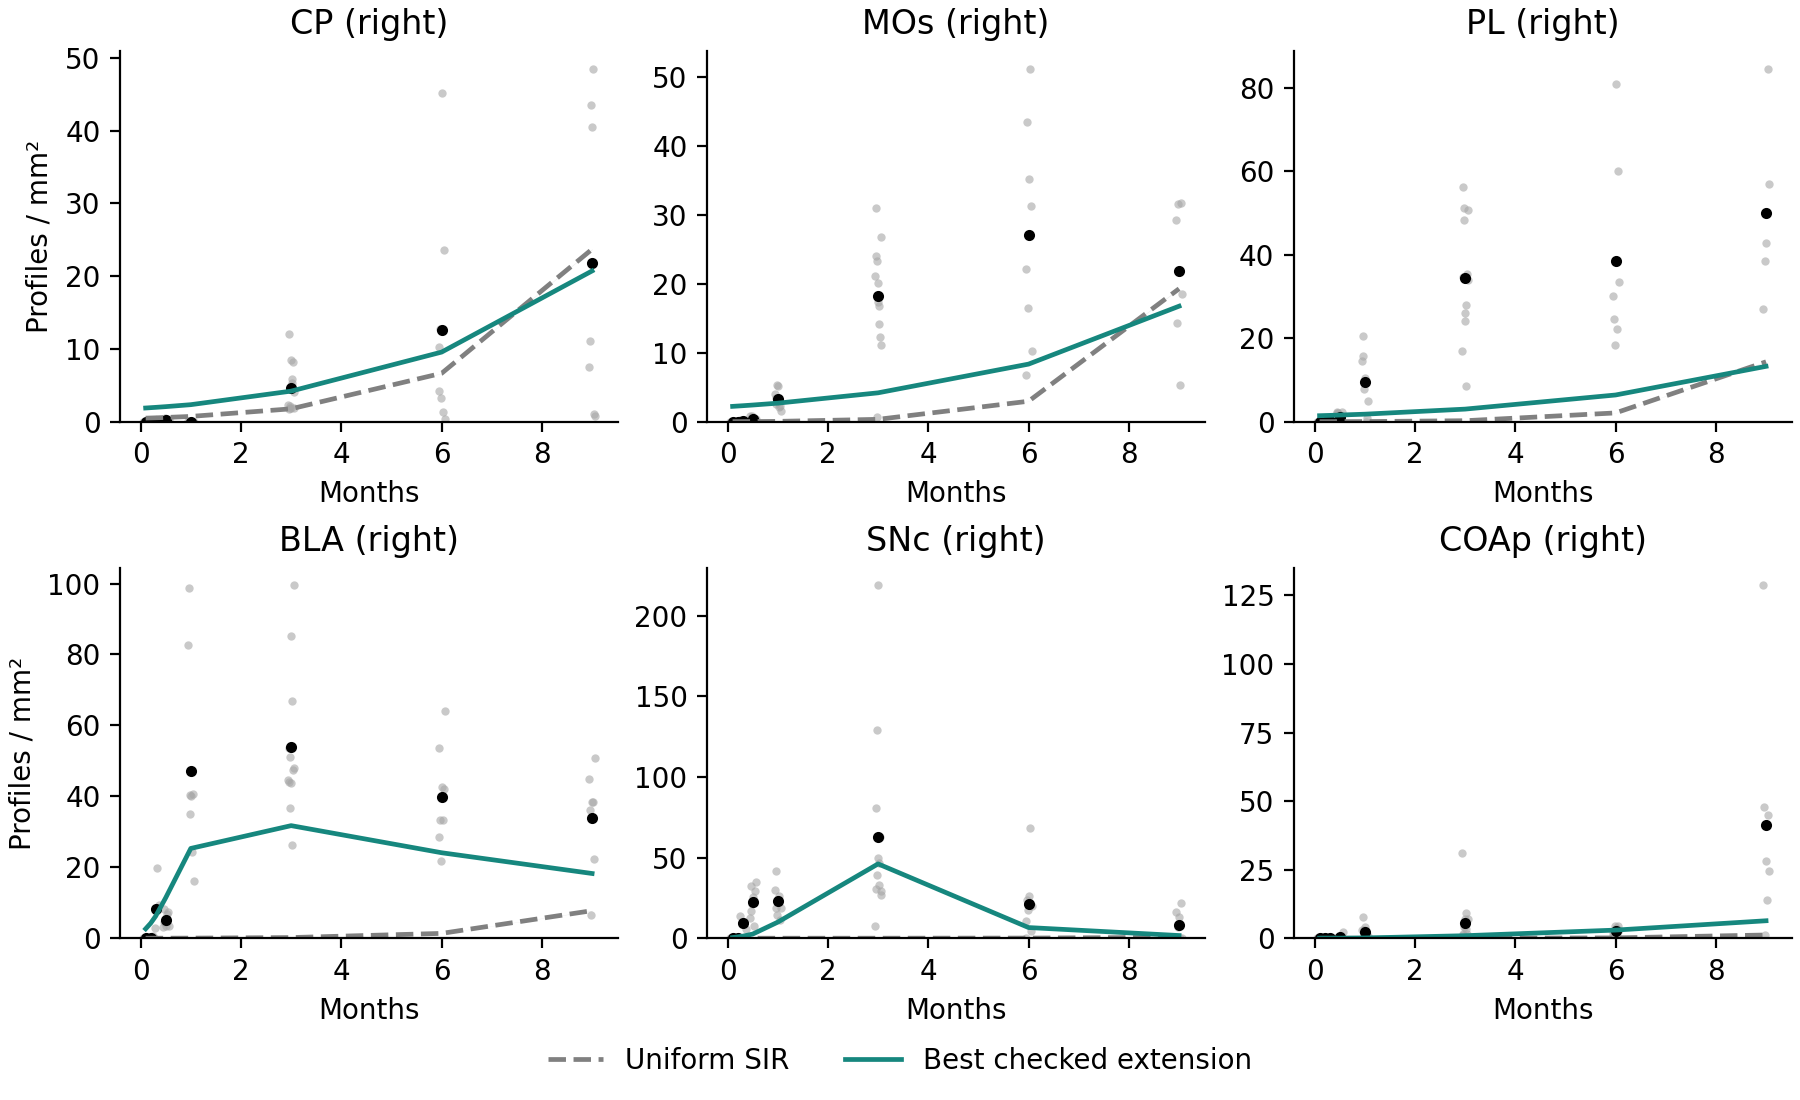 CP (right)
MOs (right)
PL (right)
Profiles / mm²
50
40
30
20
10
0
50
40
30
20
10
0
80
60
40
20
0
0 2 4 6 8
0 2 4 6 8
0 2 4 6 8
Months
Months
Months
BLA (right)
SNc (right)
COAp (right)
Profiles / mm²
100
80
60
40
20
0
200
150
100
50
0
125
100
75
50
25
0
0 2 4 6 8
0 2 4 6 8
0 2 4 6 8
Months
Months
Months
Uniform SIR
Best checked extension